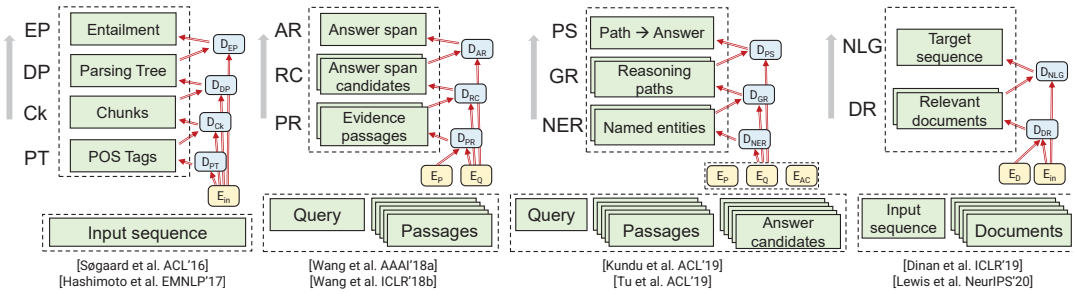 EP
Entailment
D_EP
DP
Parsing Tree
D_DP
Ck
Chunks
D_Ck
PT
POS Tags
D_PT
E_in
Input sequence
[Søgaard et al. ACL'16]
[Hashimoto et al. EMNLP'17]
AR
Answer span
D_AR
RC
Answer span
candidates
D_RC
PR
Evidence
passages
D_PR
E_P
E_Q
Query
Passages
[Wang et al. AAAI'18a]
[Wang et al. ICLR'18b]
PS
Path → Answer
D_PS
GR
Reasoning
paths
D_GR
NER
Named entities
D_NER
E_P
E_Q
E_AC
Query
Passages
Answer
candidates
[Kundu et al. ACL'19]
[Tu et al. ACL'19]
NLG
Target
sequence
D_NLG
DR
Relevant
documents
D_DR
E_D
E_in
Input
sequence
Documents
[Dinan et al. ICLR'19]
[Lewis et al. NeurIPS'20]